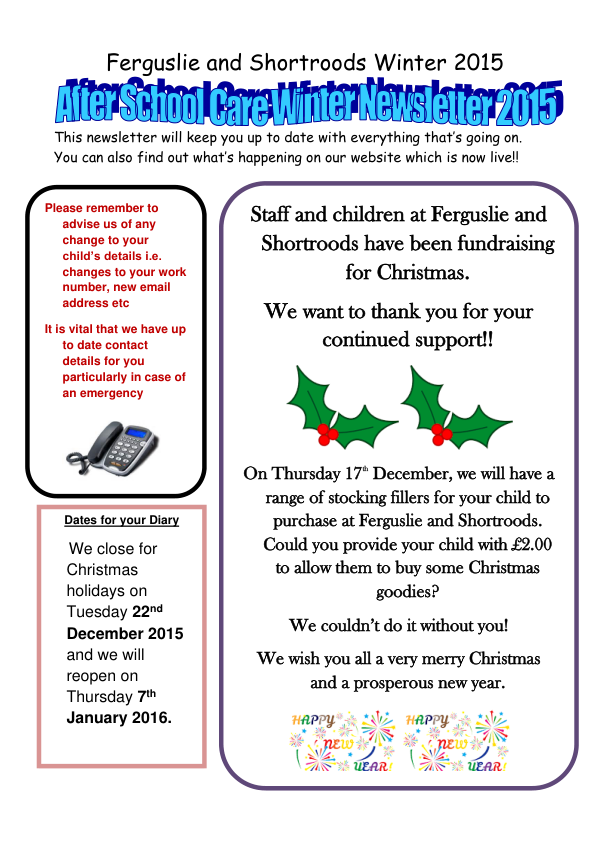 Ferguslie and Shortroods Winter 2015
After School Care Winter Newsletter 2015
This newsletter will keep you up to date with everything that's going on.
You can also find out what's happening on our website which is now live!!
Please remember to
advise us of any
change to your
child's details i.e.
changes to your work
number, new email
address etc
It is vital that we have up
to date contact
details for you
particularly in case of
an emergency
Dates for your Diary
We close for
Christmas
holidays on
Tuesday 22nd
December 2015
and we will
reopen on
Thursday 7th
January 2016.
Staff and children at Ferguslie and
Shortroods have been fundraising
for Christmas.
We want to thank you for your
continued support!!
On Thursday 17th December, we will have a
range of stocking fillers for your child to
purchase at Ferguslie and Shortroods.
Could you provide your child with £2.00
to allow them to buy some Christmas
goodies?
We couldn't do it without you!
We wish you all a very merry Christmas
and a prosperous new year.
HAPPY
NEW
YEAR!
HAPPY
NEW
YEAR!